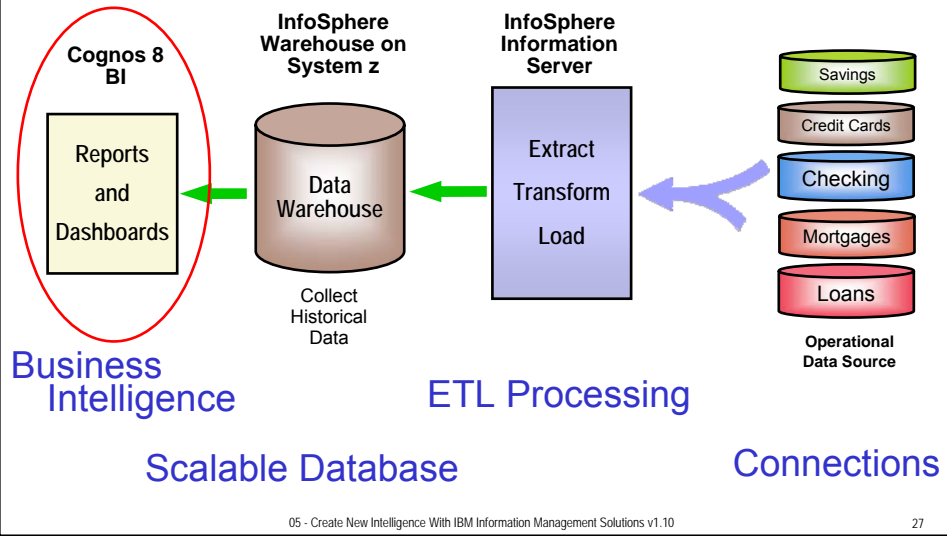 Cognos 8
BI
Reports
and
Dashboards
InfoSphere
Warehouse on
System z
Data
Warehouse
Collect
Historical
Data
InfoSphere
Information
Server
Extract
Transform
Load
Savings
Credit Cards
Checking
Mortgages
Loans
Operational
Data Source
Business
Intelligence
ETL Processing
Scalable Database
Connections
05 - Create New Intelligence With IBM Information Management Solutions v1.10
27